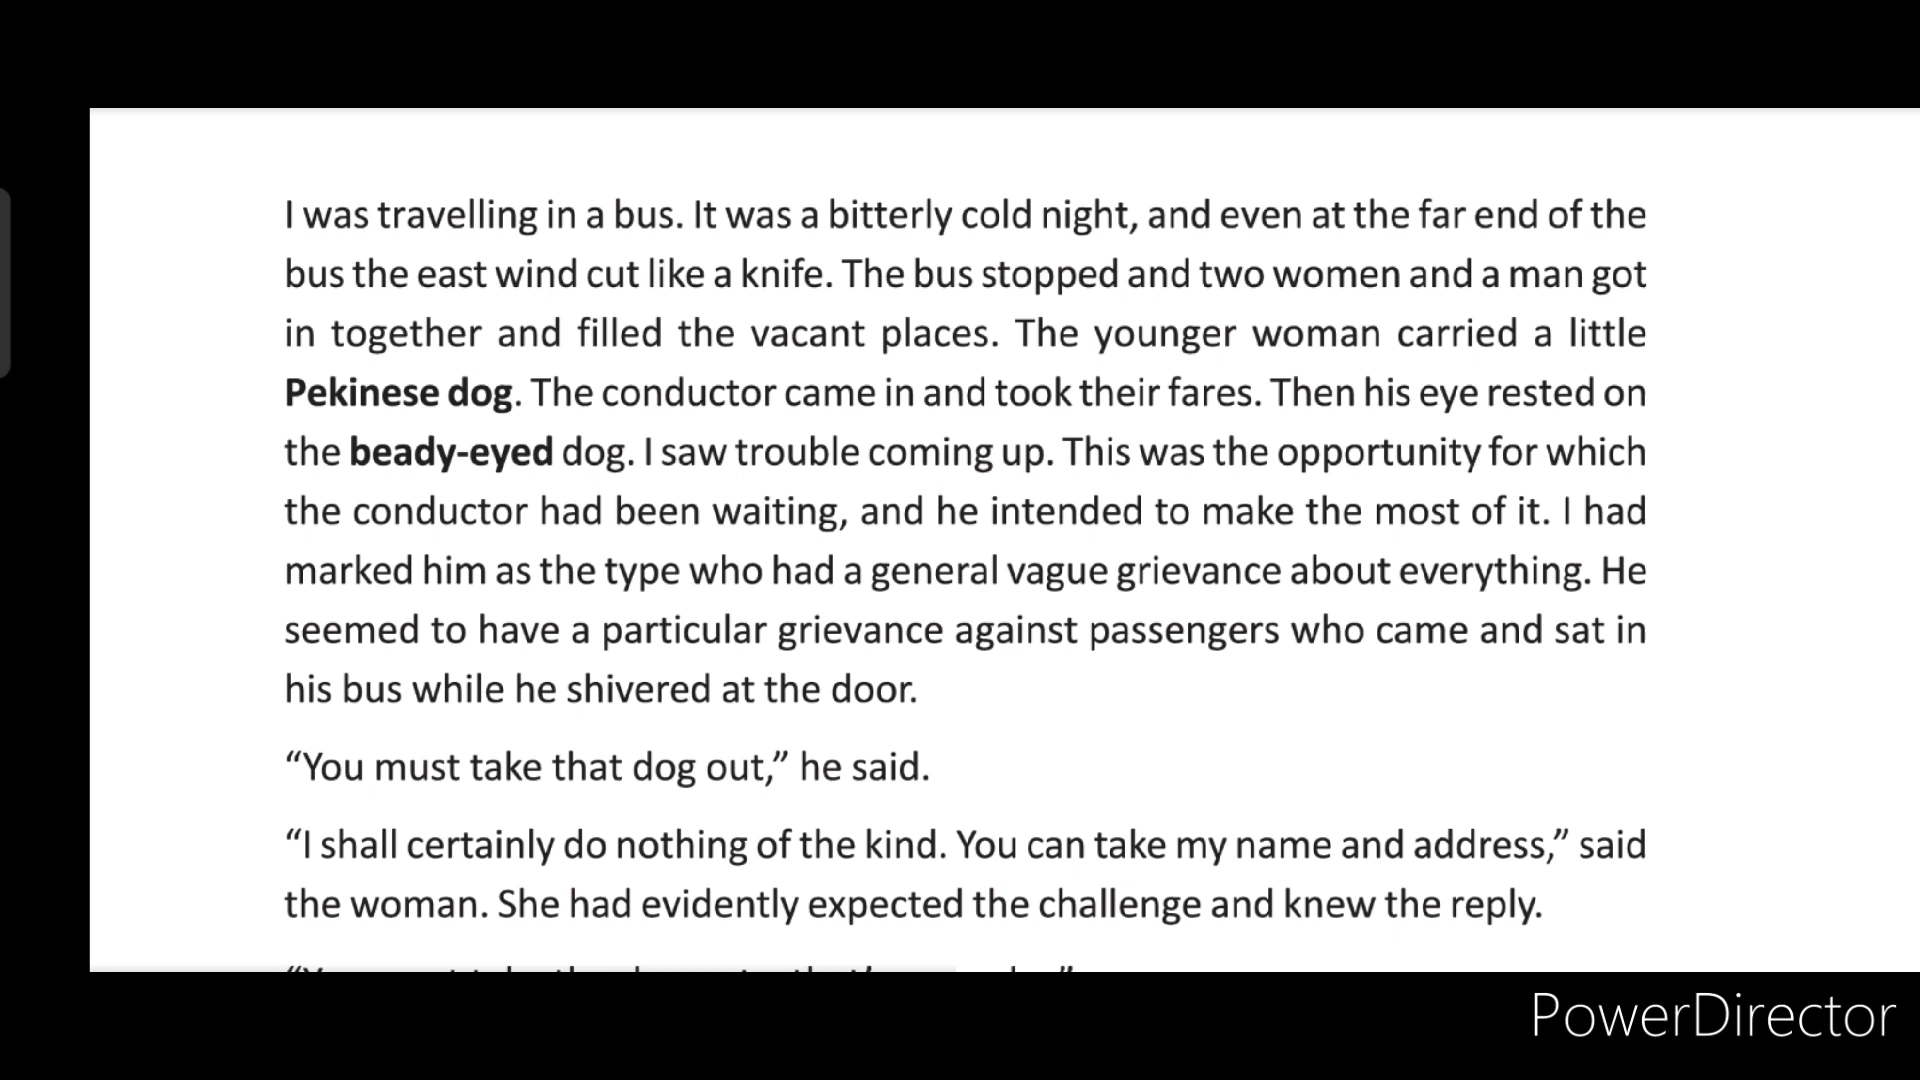 I was travelling in a bus. It was a bitterly cold night, and even at the far end of the
bus the east wind cut like a knife. The bus stopped and two women and a man got
in together and filled the vacant places. The younger woman carried a little
Pekinese dog. The conductor came in and took their fares. Then his eye rested on
the beady-eyed dog. I saw trouble coming up. This was the opportunity for which
the conductor had been waiting, and he intended to make the most of it. I had
marked him as the type who had a general vague grievance about everything. He
seemed to have a particular grievance against passengers who came and sat in
his bus while he shivered at the door.
“You must take that dog out,” he said.
“I shall certainly do nothing of the kind. You can take my name and address,” said
the woman. She had evidently expected the challenge and knew the reply.
PowerDirector